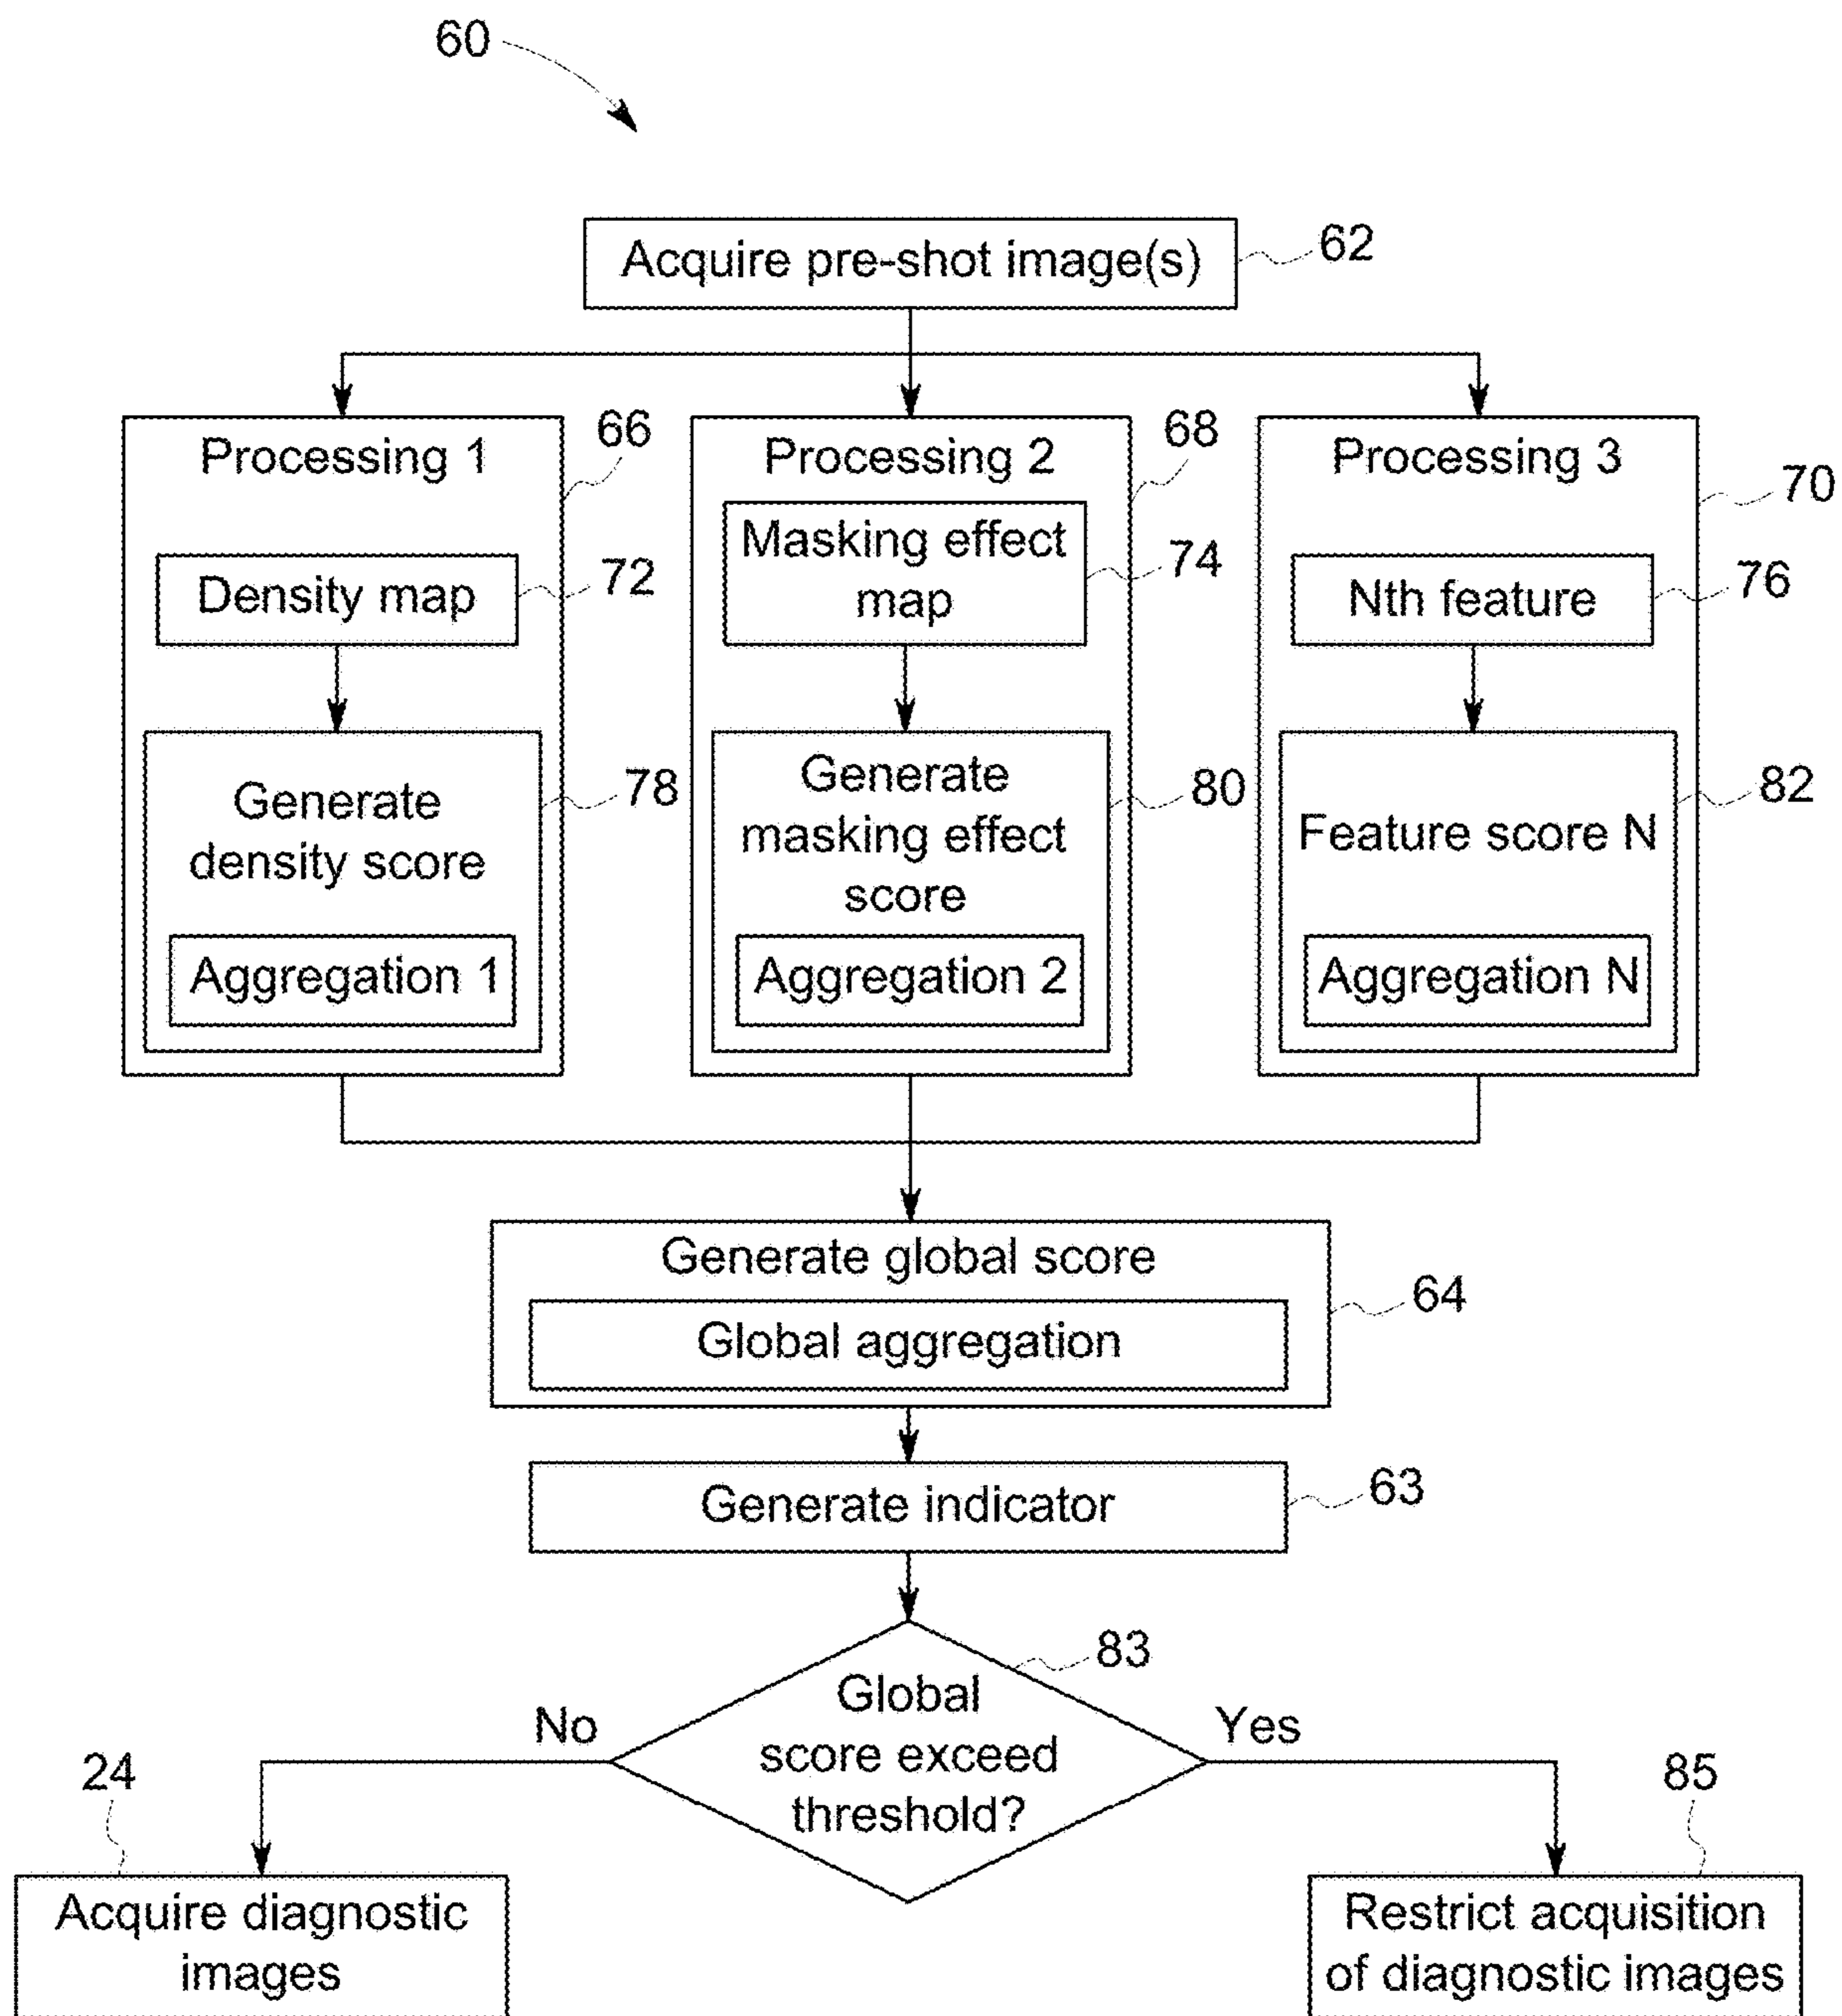 60
Acquire pre-shot image(s)
62
Processing 1
66
Density map
72
Generate
density score
78
Aggregation 1
Processing 2
68
Masking effect
map
74
Generate
masking effect
score
80
Aggregation 2
Processing 3
70
Nth feature
76
Feature score N
82
Aggregation N
Generate global score
64
Global aggregation
Generate indicator
63
83
Global
score exceed
threshold?
No
Yes
24
Acquire diagnostic
images
85
Restrict acquisition
of diagnostic images